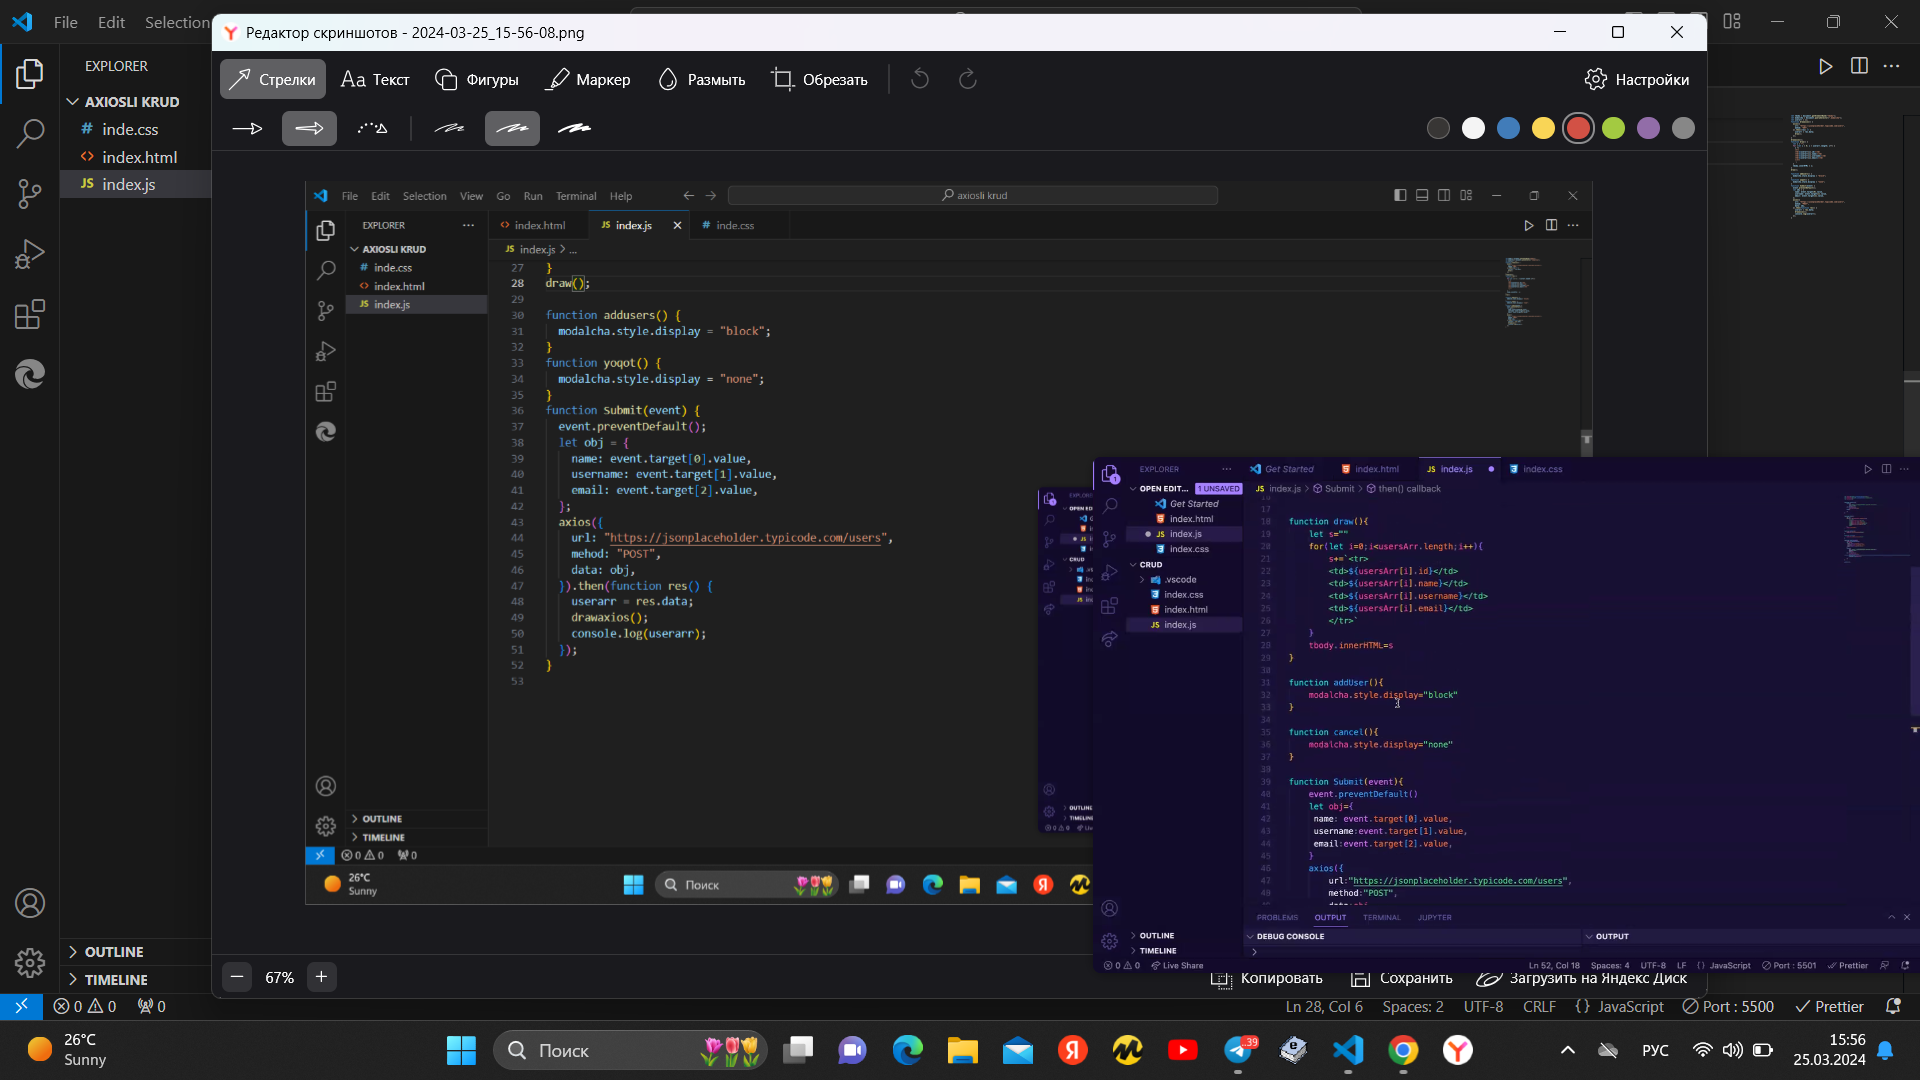 File Edit Selection
Редактор скриншотов - 2024-03-25_15-56-08.png
Стрелки Текст Фигуры Маркер Размыть Обрезать Настройки
EXPLORER
AXIOSLI KRUD
inde.css
index.html
index.js
OUTLINE
TIMELINE
File Edit Selection View Go Run Terminal Help axiosli krud
EXPLORER
AXIOSLI KRUD
inde.css
index.html
index.js
index.html index.js inde.css
index.js > ...
27 }
28 draw();
29
30 function addusers() {
31 modalcha.style.display = "block";
32 }
33 function yoqot() {
34 modalcha.style.display = "none";
35 }
36 function Submit(event) {
37 event.preventDefault();
38 let obj = {
39 name: event.target[0].value,
40 username: event.target[1].value,
41 email: event.target[2].value,
42 };
43 axios({
44 url: "https://jsonplaceholder.typicode.com/users",
45 mehod: "POST",
46 data: obj,
47 }).then(function res() {
48 userarr = res.data;
49 drawaxios();
50 console.log(userarr);
51 });
52 }
53
OUTLINE
TIMELINE
0 0 0
26°C
Sunny
Поиск
EXPLORER
OPEN EDIT... 1 UNSAVED
Get Started
index.html
index.js
index.css
CRUD
.vscode
index.css
index.html
index.js
OUTLINE
TIMELINE
Get Started index.html index.js index.css
index.js > Submit > then() callback
17
18 function draw(){
19 let s=""
20 for(let i=0;i<usersArr.length;i++){
21 s+=`<tr>
22 <td>${usersArr[i].id}</td>
23 <td>${usersArr[i].name}</td>
24 <td>${usersArr[i].username}</td>
25 <td>${usersArr[i].email}</td>
26 </tr>`
27 }
28 tbody.innerHTML=s
29 }
30
31 function addUser(){
32 modalcha.style.display="block"
33 }
34
35 function cancel(){
36 modalcha.style.display="none"
37 }
38
39 function Submit(event){
40 event.preventDefault()
41 let obj={
42 name: event.target[0].value,
43 username:event.target[1].value,
44 email:event.target[2].value,
45 }
46 axios({
47 url:"https://jsonplaceholder.typicode.com/users",
48 method:"POST",
PROBLEMS OUTPUT TERMINAL JUPYTER
DEBUG CONSOLE OUTPUT
0 0 Live Share Ln 52, Col 18 Spaces: 4 UTF-8 LF JavaScript Port : 5501 Prettier
67%
Копировать Сохранить Загрузить на Яндекс Диск
0 0 0 Ln 28, Col 6 Spaces: 2 UTF-8 CRLF {} JavaScript Port : 5500 Prettier
26°C
Sunny
Поиск
39
РУС
15:56
25.03.2024